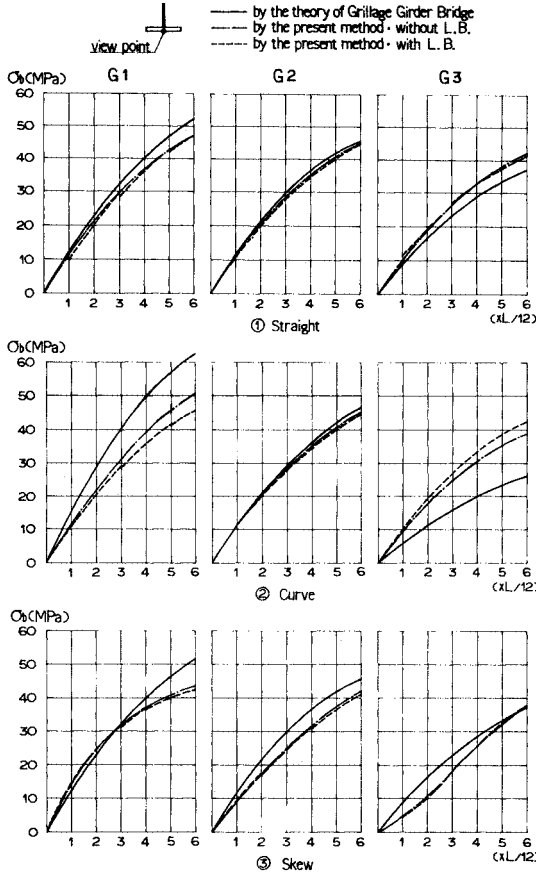 by the theory of Grillage Girder Bridge
by the present method · without L.B.
by the present method · with L.B.
view point
σb(MPa)
G1
G2
G3
60
50
40
30
20
10
0
1 2 3 4 5 6
1 2 3 4 5 6
1 2 3 4 5 6
(xL/12)
① Straight
σb(MPa)
50
40
30
20
10
0
1 2 3 4 5 6
1 2 3 4 5 6
1 2 3 4 5 6
(xL/12)
② Curve
σb(MPa)
60
50
40
30
20
10
0
1 2 3 4 5 6
1 2 3 4 5 6
1 2 3 4 5 6
(xL/12)
③ Skew